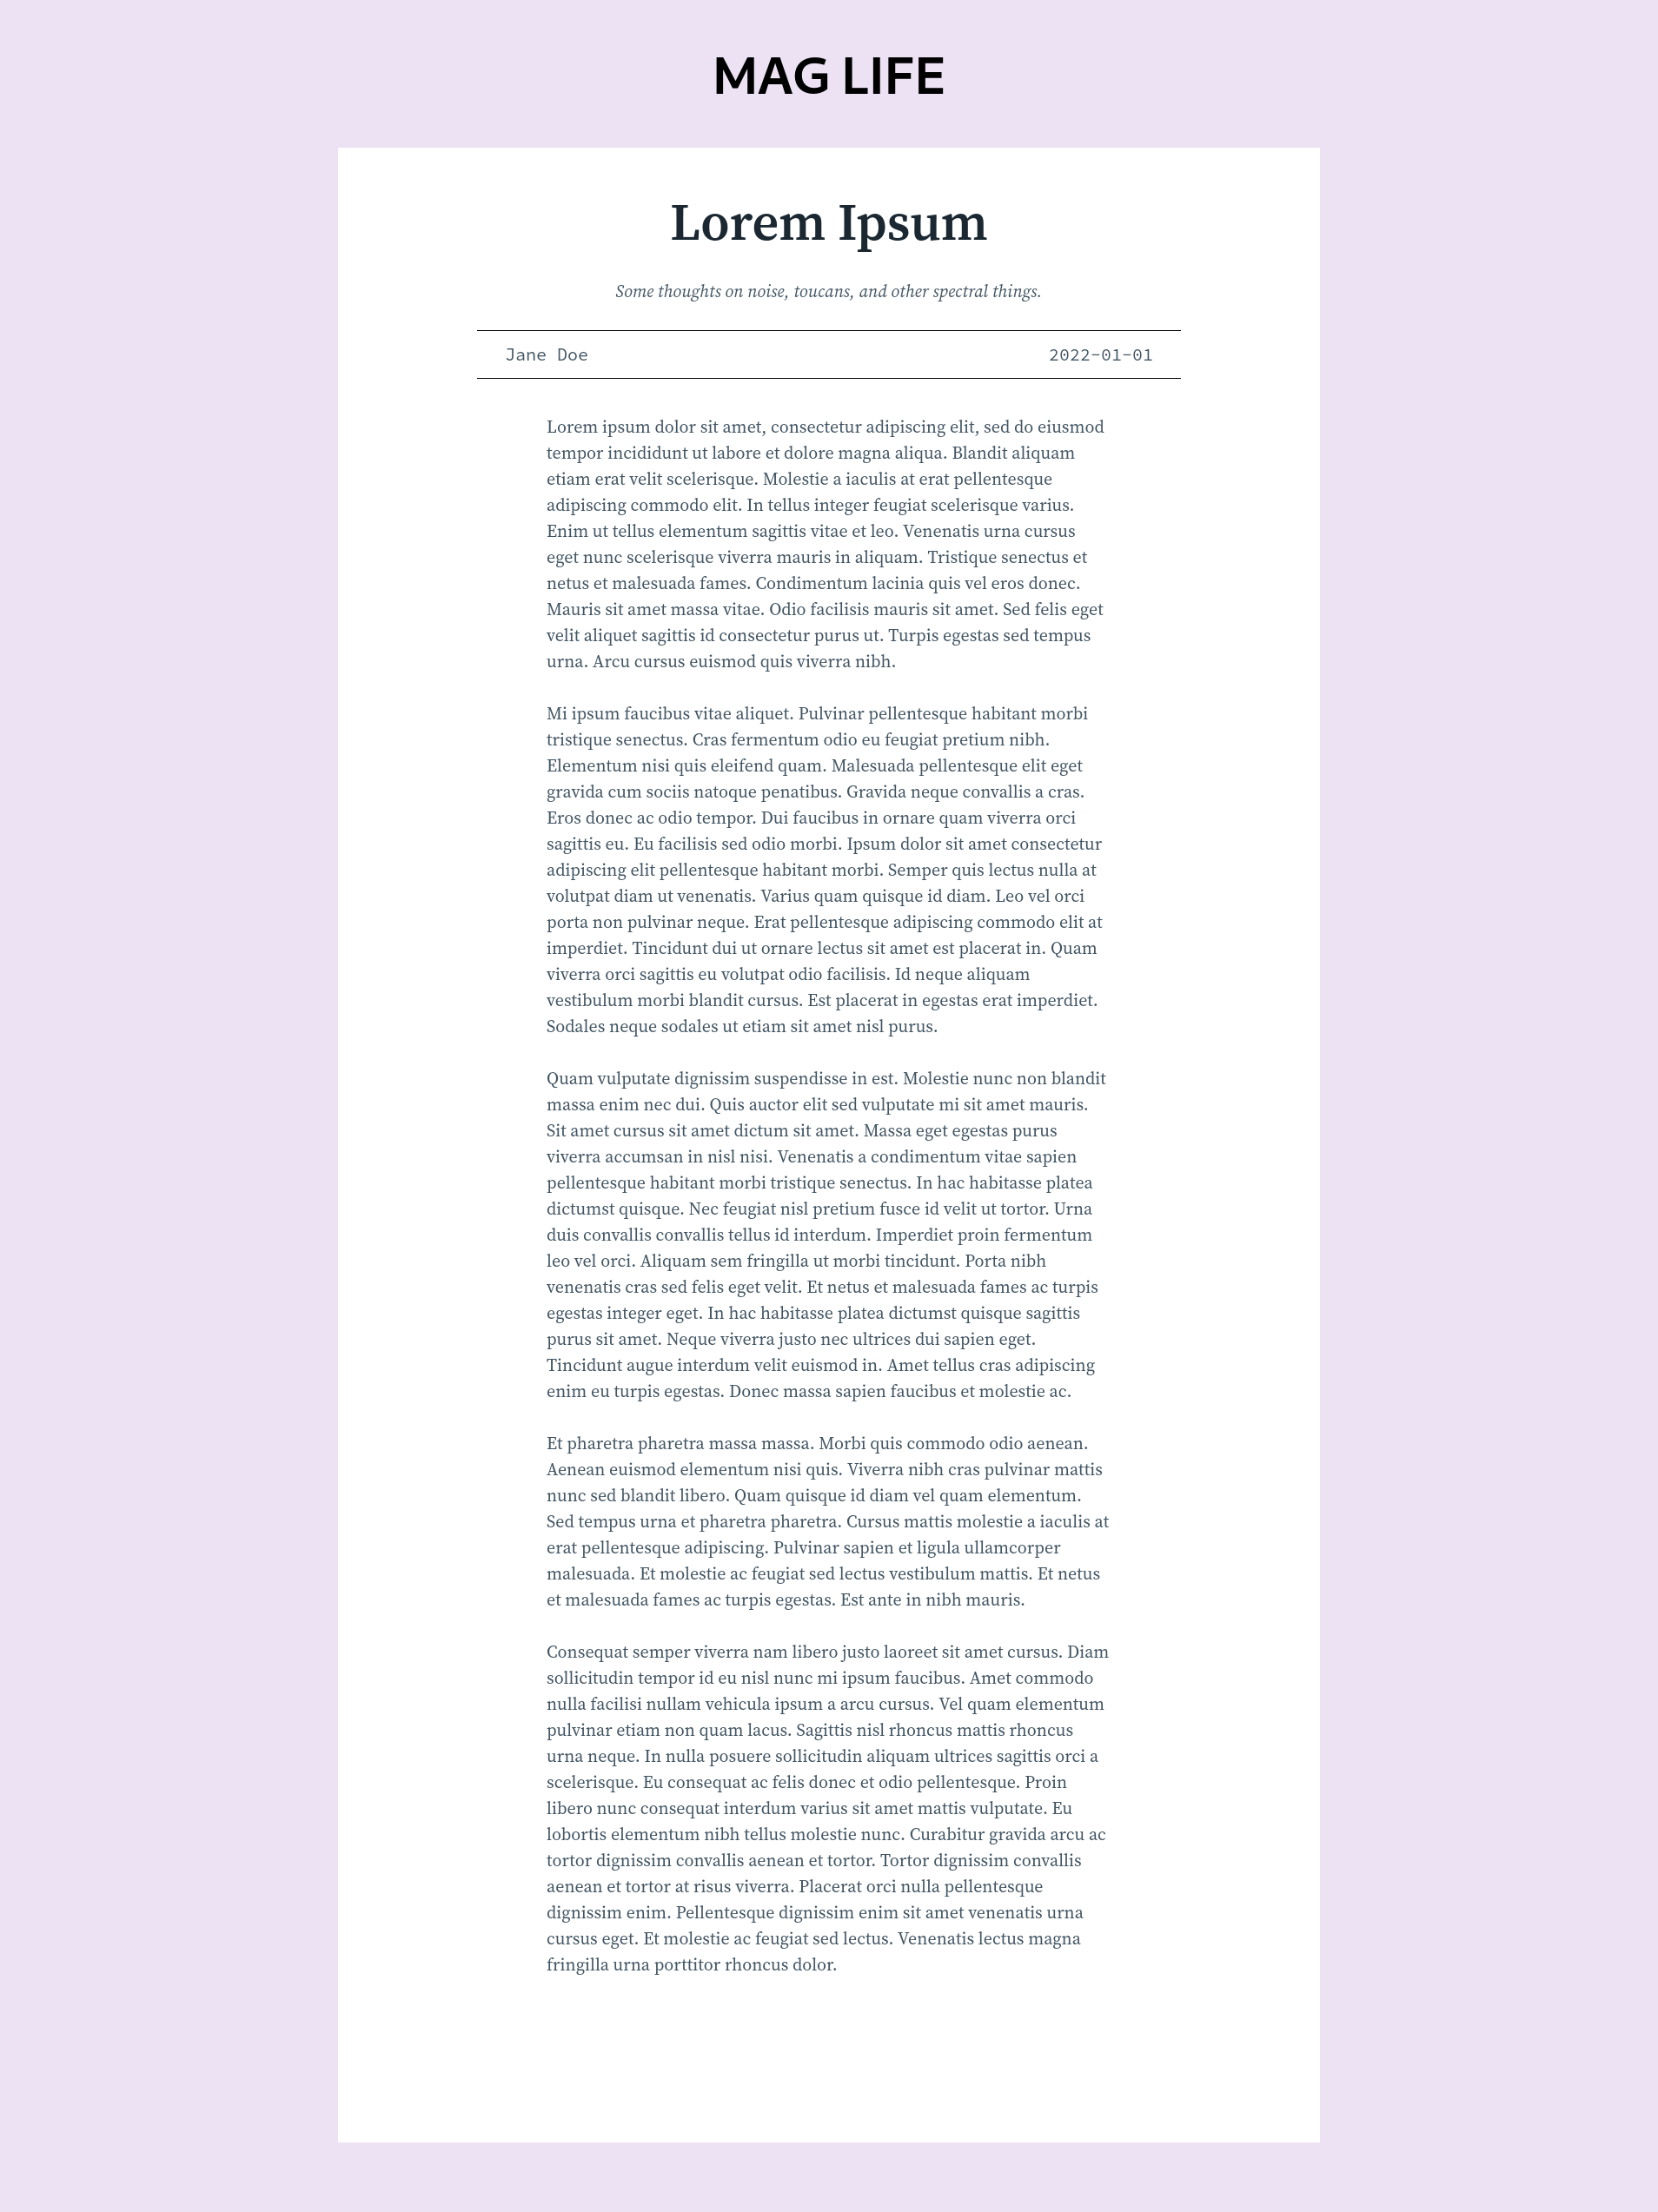 MAG LIFE
Lorem Ipsum
Some thoughts on noise, toucans, and other spectral things.
Jane Doe 2022-01-01
Lorem ipsum dolor sit amet, consectetur adipiscing elit, sed do eiusmod
tempor incididunt ut labore et dolore magna aliqua. Blandit aliquam
etiam erat velit scelerisque. Molestie a iaculis at erat pellentesque
adipiscing commodo elit. In tellus integer feugiat scelerisque varius.
Enim ut tellus elementum sagittis vitae et leo. Venenatis urna cursus
eget nunc scelerisque viverra mauris in aliquam. Tristique senectus et
netus et malesuada fames. Condimentum lacinia quis vel eros donec.
Mauris sit amet massa vitae. Odio facilisis mauris sit amet. Sed felis eget
velit aliquet sagittis id consectetur purus ut. Turpis egestas sed tempus
urna. Arcu cursus euismod quis viverra nibh.
Mi ipsum faucibus vitae aliquet. Pulvinar pellentesque habitant morbi
tristique senectus. Cras fermentum odio eu feugiat pretium nibh.
Elementum nisi quis eleifend quam. Malesuada pellentesque elit eget
gravida cum sociis natoque penatibus. Gravida neque convallis a cras.
Eros donec ac odio tempor. Dui faucibus in ornare quam viverra orci
sagittis eu. Eu facilisis sed odio morbi. Ipsum dolor sit amet consectetur
adipiscing elit pellentesque habitant morbi. Semper quis lectus nulla at
volutpat diam ut venenatis. Varius quam quisque id diam. Leo vel orci
porta non pulvinar neque. Erat pellentesque adipiscing commodo elit at
imperdiet. Tincidunt dui ut ornare lectus sit amet est placerat in. Quam
viverra orci sagittis eu volutpat odio facilisis. Id neque aliquam
vestibulum morbi blandit cursus. Est placerat in egestas erat imperdiet.
Sodales neque sodales ut etiam sit amet nisl purus.
Quam vulputate dignissim suspendisse in est. Molestie nunc non blandit
massa enim nec dui. Quis auctor elit sed vulputate mi sit amet mauris.
Sit amet cursus sit amet dictum sit amet. Massa eget egestas purus
viverra accumsan in nisl nisi. Venenatis a condimentum vitae sapien
pellentesque habitant morbi tristique senectus. In hac habitasse platea
dictumst quisque. Nec feugiat nisl pretium fusce id velit ut tortor. Urna
duis convallis convallis tellus id interdum. Imperdiet proin fermentum
leo vel orci. Aliquam sem fringilla ut morbi tincidunt. Porta nibh
venenatis cras sed felis eget velit. Et netus et malesuada fames ac turpis
egestas integer eget. In hac habitasse platea dictumst quisque sagittis
purus sit amet. Neque viverra justo nec ultrices dui sapien eget.
Tincidunt augue interdum velit euismod in. Amet tellus cras adipiscing
enim eu turpis egestas. Donec massa sapien faucibus et molestie ac.
Et pharetra pharetra massa massa. Morbi quis commodo odio aenean.
Aenean euismod elementum nisi quis. Viverra nibh cras pulvinar mattis
nunc sed blandit libero. Quam quisque id diam vel quam elementum.
Sed tempus urna et pharetra pharetra. Cursus mattis molestie a iaculis at
erat pellentesque adipiscing. Pulvinar sapien et ligula ullamcorper
malesuada. Et molestie ac feugiat sed lectus vestibulum mattis. Et netus
et malesuada fames ac turpis egestas. Est ante in nibh mauris.
Consequat semper viverra nam libero justo laoreet sit amet cursus. Diam
sollicitudin tempor id eu nisl nunc mi ipsum faucibus. Amet commodo
nulla facilisi nullam vehicula ipsum a arcu cursus. Vel quam elementum
pulvinar etiam non quam lacus. Sagittis nisl rhoncus mattis rhoncus
urna neque. In nulla posuere sollicitudin aliquam ultrices sagittis orci a
scelerisque. Eu consequat ac felis donec et odio pellentesque. Proin
libero nunc consequat interdum varius sit amet mattis vulputate. Eu
lobortis elementum nibh tellus molestie nunc. Curabitur gravida arcu ac
tortor dignissim convallis aenean et tortor. Tortor dignissim convallis
aenean et tortor at risus viverra. Placerat orci nulla pellentesque
dignissim enim. Pellentesque dignissim enim sit amet venenatis urna
cursus eget. Et molestie ac feugiat sed lectus. Venenatis lectus magna
fringilla urna porttitor rhoncus dolor.